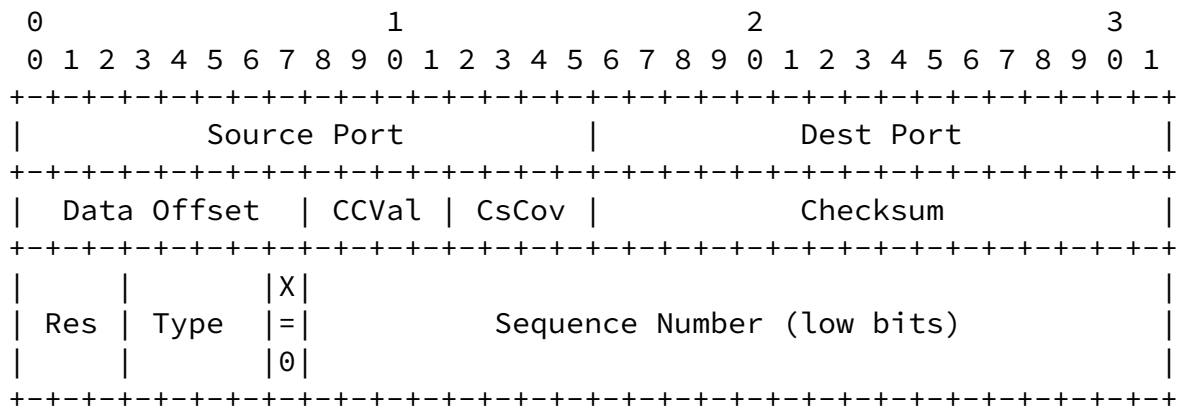 0                   1                   2                   3
 0 1 2 3 4 5 6 7 8 9 0 1 2 3 4 5 6 7 8 9 0 1 2 3 4 5 6 7 8 9 0 1
+-+-+-+-+-+-+-+-+-+-+-+-+-+-+-+-+-+-+-+-+-+-+-+-+-+-+-+-+-+-+-+-+
|          Source Port          |           Dest Port           |
+-+-+-+-+-+-+-+-+-+-+-+-+-+-+-+-+-+-+-+-+-+-+-+-+-+-+-+-+-+-+-+-+
|  Data Offset  | CCVal | CsCov |           Checksum            |
+-+-+-+-+-+-+-+-+-+-+-+-+-+-+-+-+-+-+-+-+-+-+-+-+-+-+-+-+-+-+-+-+
|     |       |X|                                               |
| Res | Type  |=|          Sequence Number (low bits)           |
|     |       |0|                                               |
+-+-+-+-+-+-+-+-+-+-+-+-+-+-+-+-+-+-+-+-+-+-+-+-+-+-+-+-+-+-+-+-+